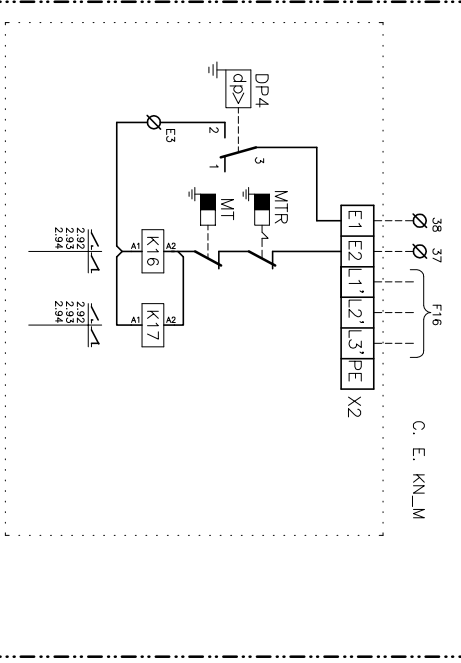 38
37
F16
C. E. KN_M
E1
E2
L1'
L2'
L3'
PE
X2
DP4
dp>
3
2
1
E3
MTR
MT
A2
K16
A1
A2
K17
A1
2.92
2.93
2.94
2.92
2.93
2.94